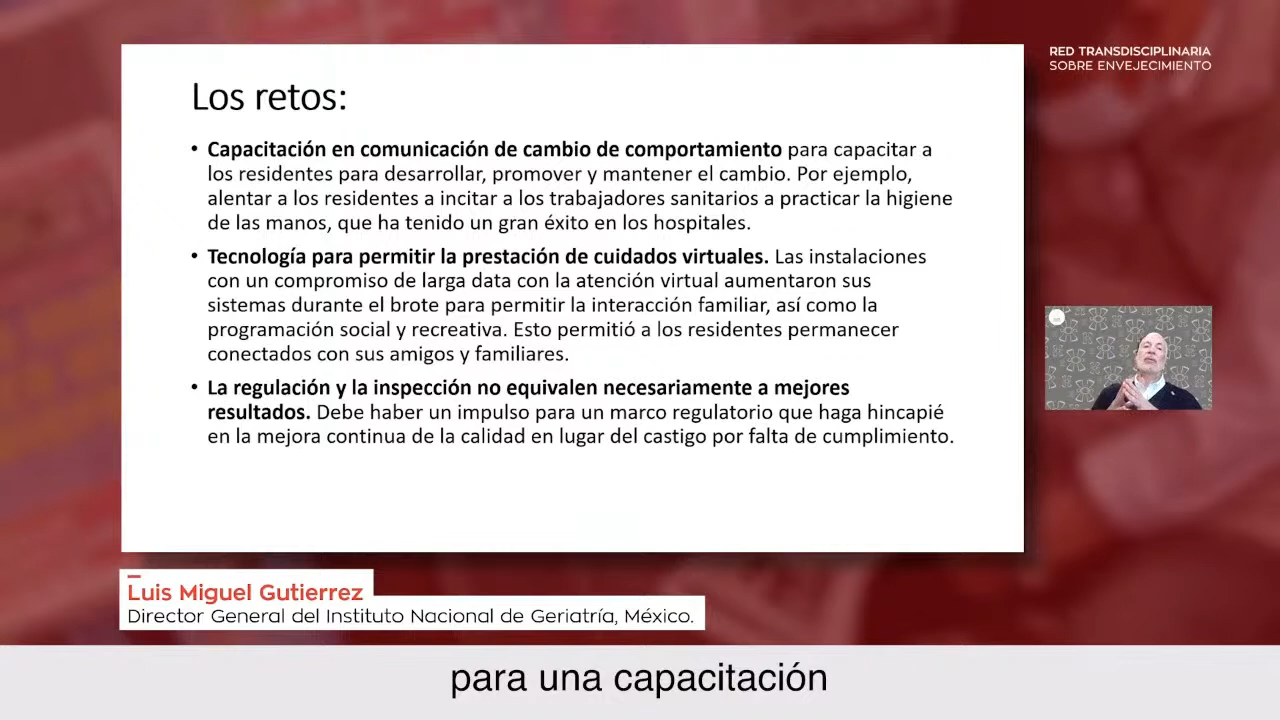 RED TRANSDISCIPLINARIA
SOBRE ENVEJECIMIENTO
Los retos:
• Capacitación en comunicación de cambio de comportamiento para capacitar a
los residentes para desarrollar, promover y mantener el cambio. Por ejemplo,
alentar a los residentes a incitar a los trabajadores sanitarios a practicar la higiene
de las manos, que ha tenido un gran éxito en los hospitales.
• Tecnología para permitir la prestación de cuidados virtuales. Las instalaciones
con un compromiso de larga data con la atención virtual aumentaron sus
sistemas durante el brote para permitir la interacción familiar, así como la
programación social y recreativa. Esto permitió a los residentes permanecer
conectados con sus amigos y familiares.
• La regulación y la inspección no equivalen necesariamente a mejores
resultados. Debe haber un impulso para un marco regulatorio que haga hincapié
en la mejora continua de la calidad en lugar del castigo por falta de cumplimiento.
Luis Miguel Gutierrez
Director General del Instituto Nacional de Geriatría, México.
para una capacitación